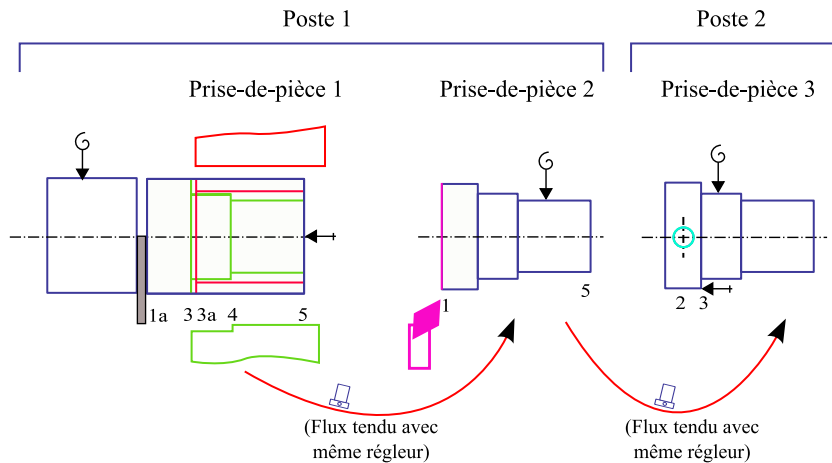 Poste 1
Poste 2
Prise-de-pièce 1
Prise-de-pièce 2
Prise-de-pièce 3
1a
3
3a
4
5
1
5
2
3
(Flux tendu avec
même régleur)
(Flux tendu avec
même régleur)